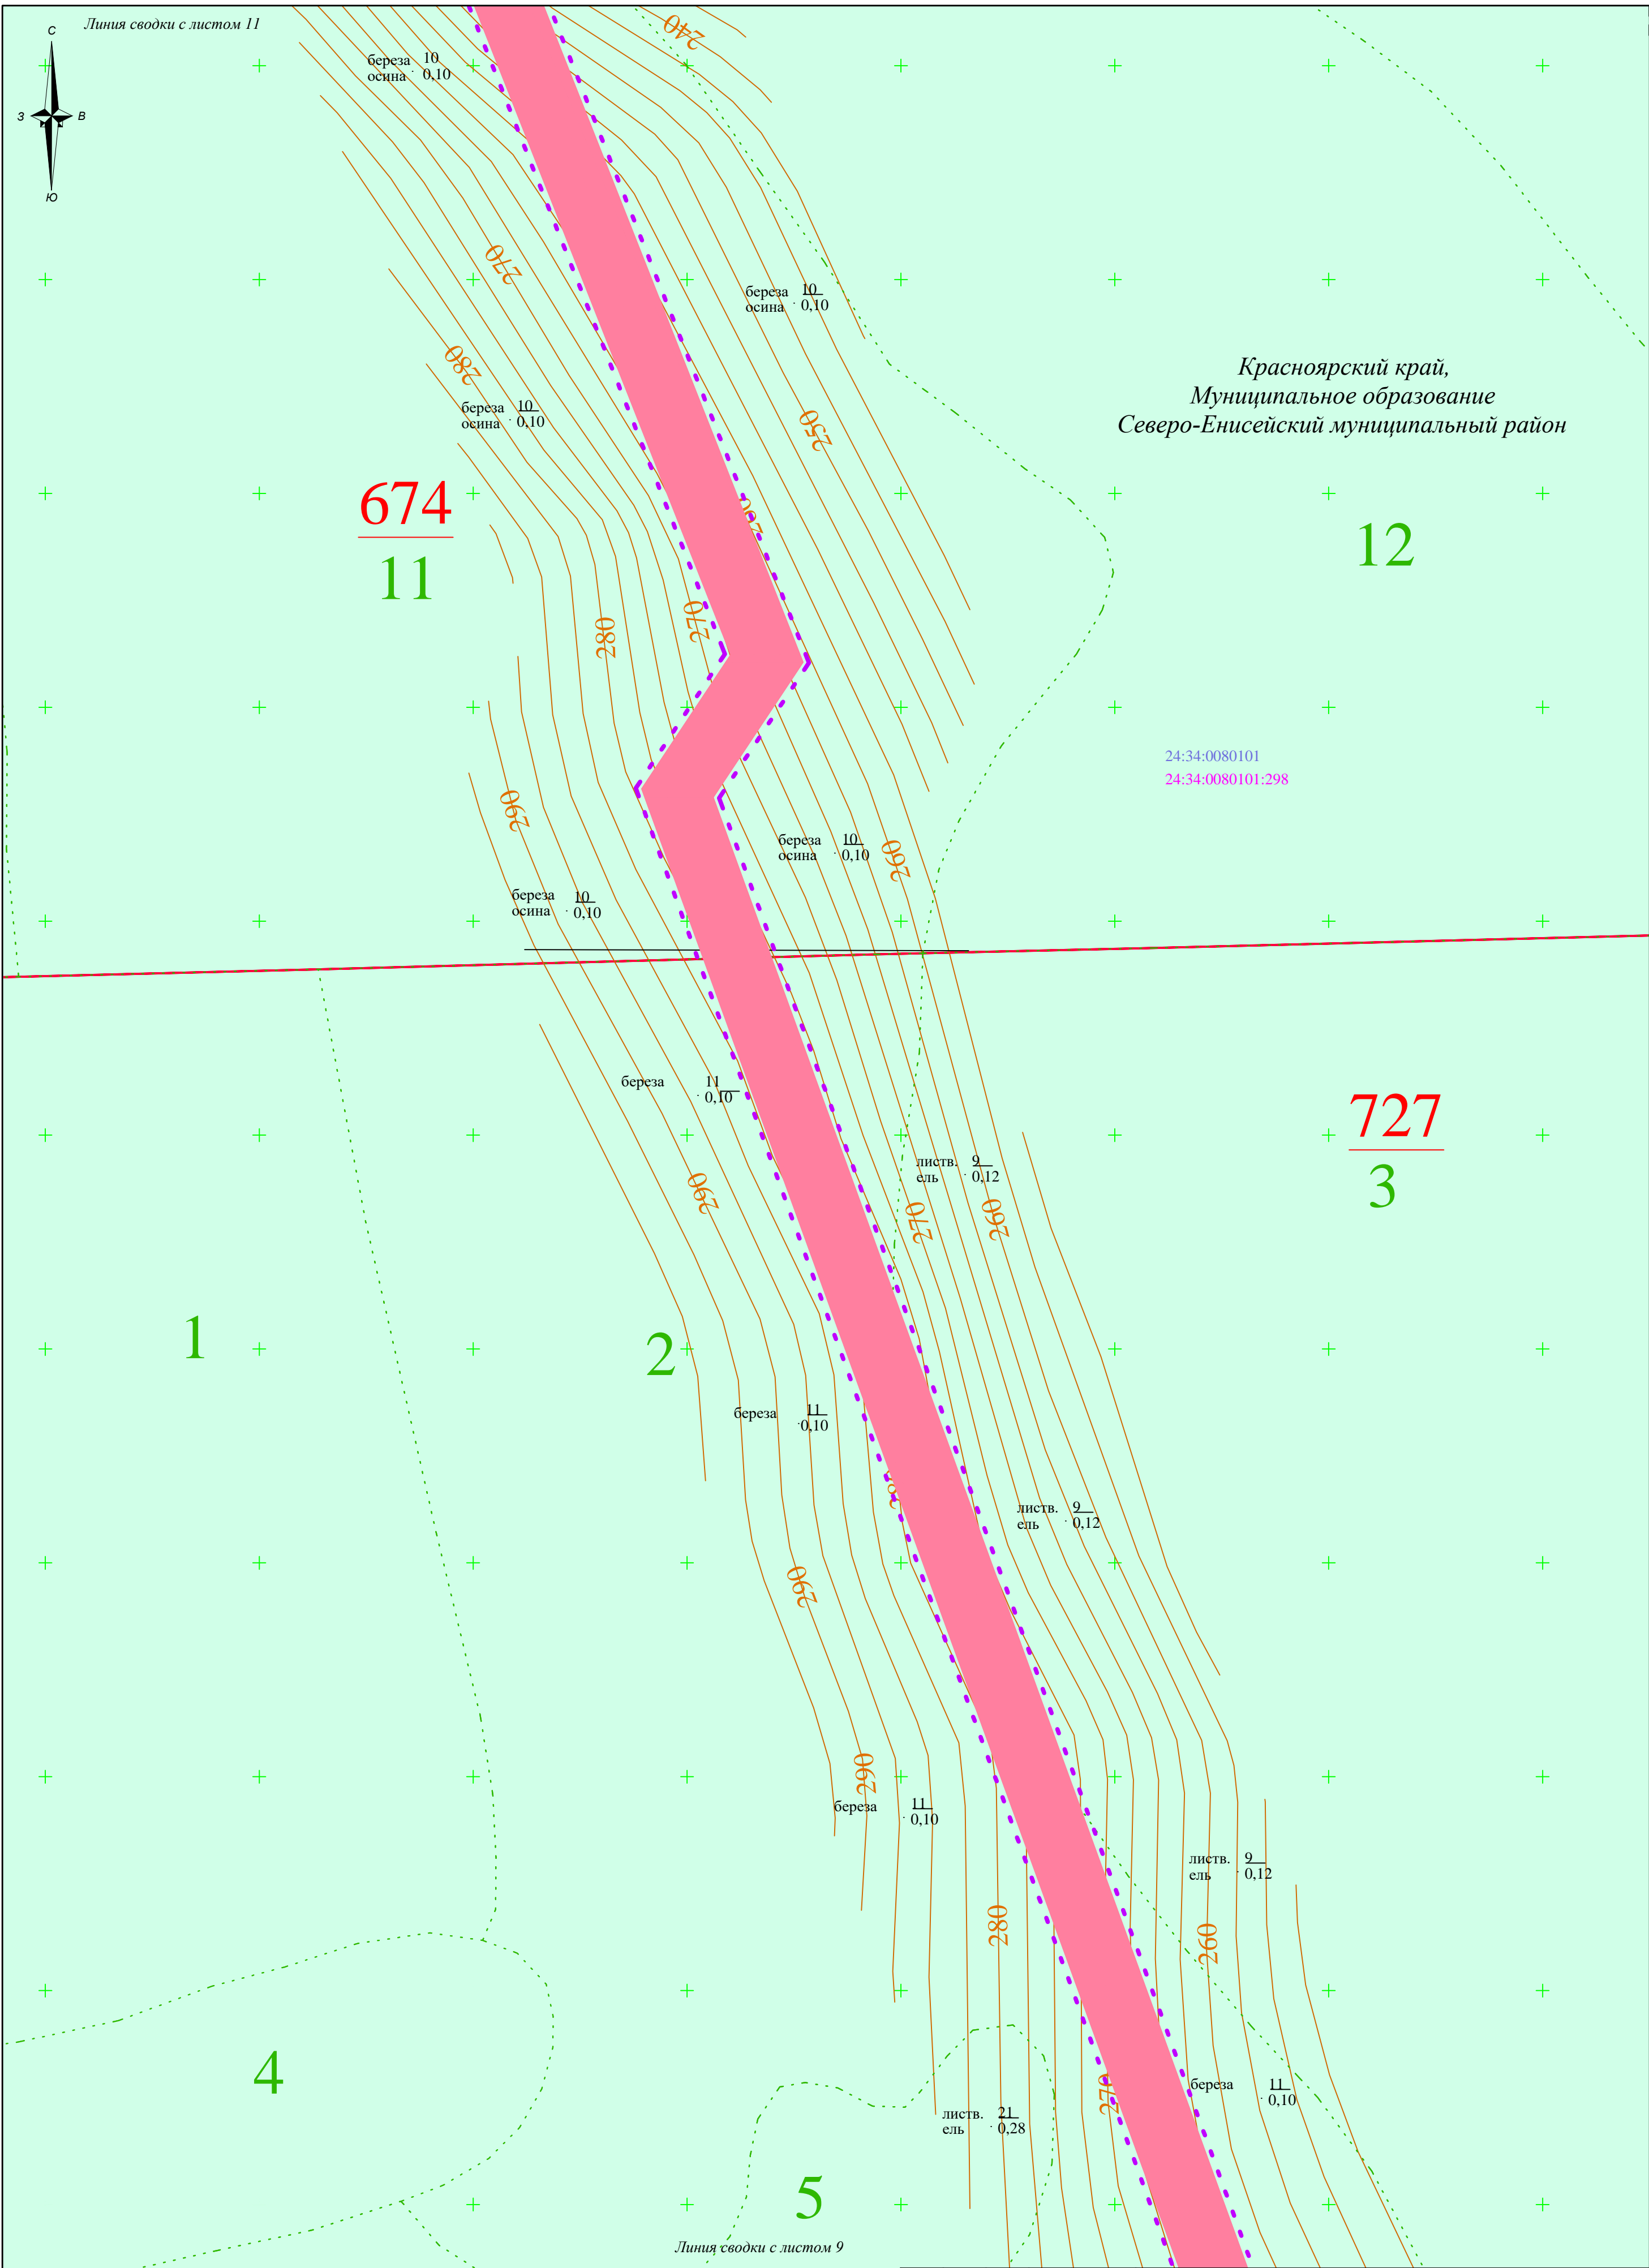 Линия сводки с листом 11
С
З
В
Ю
240
береза 10
осина 0,10
270
береза 10
осина 0,10
280
Красноярский край,
Муниципальное образование
Северо-Енисейский муниципальный район
береза 10
осина 0,10
250
674
11
12
280
270
24:34:0080101
24:34:0080101:298
290
береза 10
осина 0,10
260
береза 10
осина 0,10
береза 11
0,10
727
3
листв. 9
ель 0,12
290
270
260
1
2
береза 11
0,10
листв. 9
ель 0,12
290
290
береза 11
0,10
листв. 9
ель 0,12
280
260
4
270
береза 11
0,10
листв. 21
ель 0,28
5
Линия сводки с листом 9